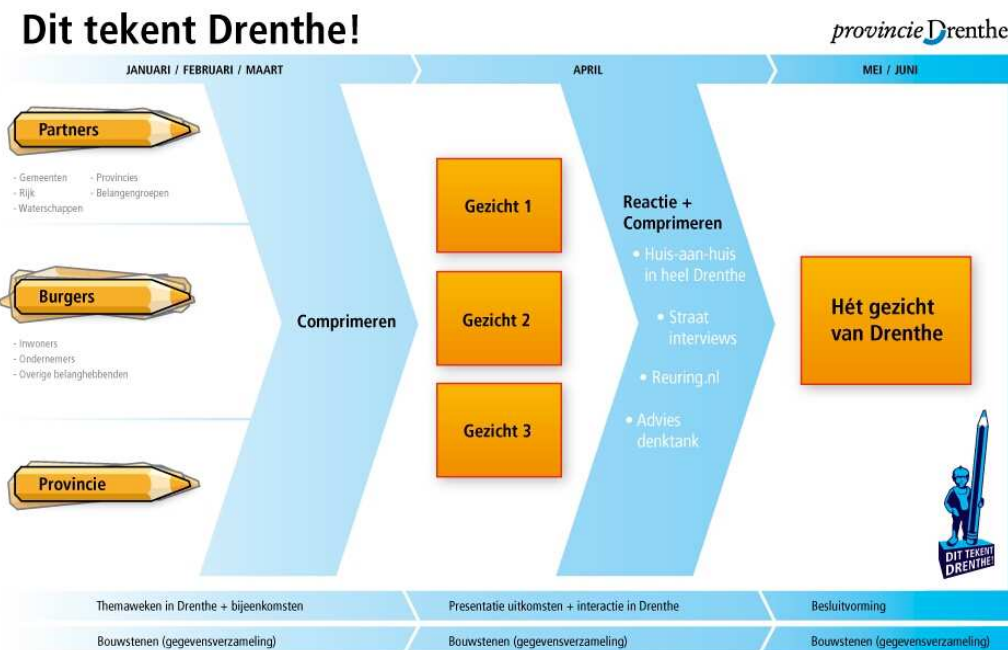 Dit tekent Drenthe!
provincie Drenthe
JANUARI / FEBRUARI / MAART
APRIL
MEI / JUNI
Partners
- Gemeenten
- Provincies
- Rijk
- Belangengroepen
- Waterschappen
Burgers
- Inwoners
- Ondernemers
- Overige belanghebbenden
Provincie
Comprimeren
Gezicht 1
Gezicht 2
Gezicht 3
Reactie +
Comprimeren
• Huis-aan-huis
in heel Drenthe
• Straat
interviews
• Reuring.nl
• Advies
denktank
Hét gezicht
van Drenthe
DIT TEKENT
DRENTHE!
Themaweken in Drenthe + bijeenkomsten
Presentatie uitkomsten + interactie in Drenthe
Besluitvorming
Bouwstenen (gegevensverzameling)
Bouwstenen (gegevensverzameling)
Bouwstenen (gegevensverzameling)